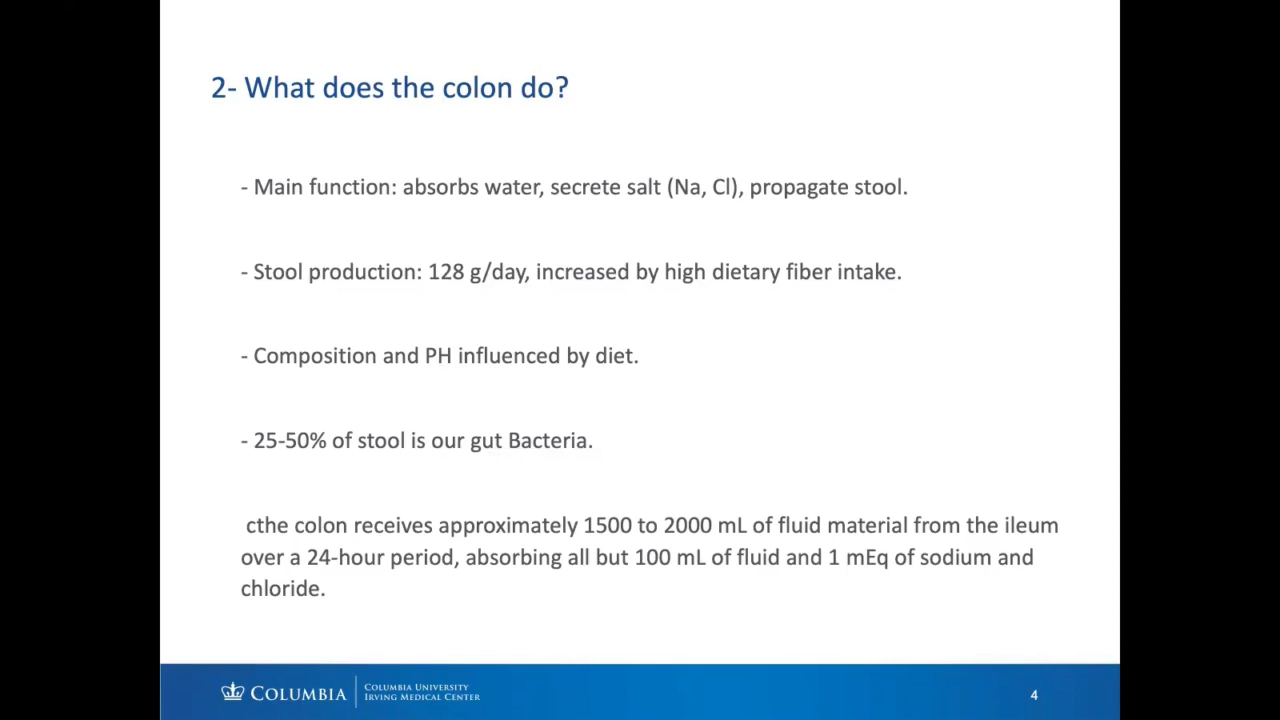 2- What does the colon do?
- Main function: absorbs water, secrete salt (Na, Cl), propagate stool.
- Stool production: 128 g/day, increased by high dietary fiber intake.
- Composition and PH influenced by diet.
- 25-50% of stool is our gut Bacteria.
cthe colon receives approximately 1500 to 2000 mL of fluid material from the ileum
over a 24-hour period, absorbing all but 100 mL of fluid and 1 mEq of sodium and
chloride.
COLUMBIA
COLUMBIA UNIVERSITY
IRVING MEDICAL CENTER
4